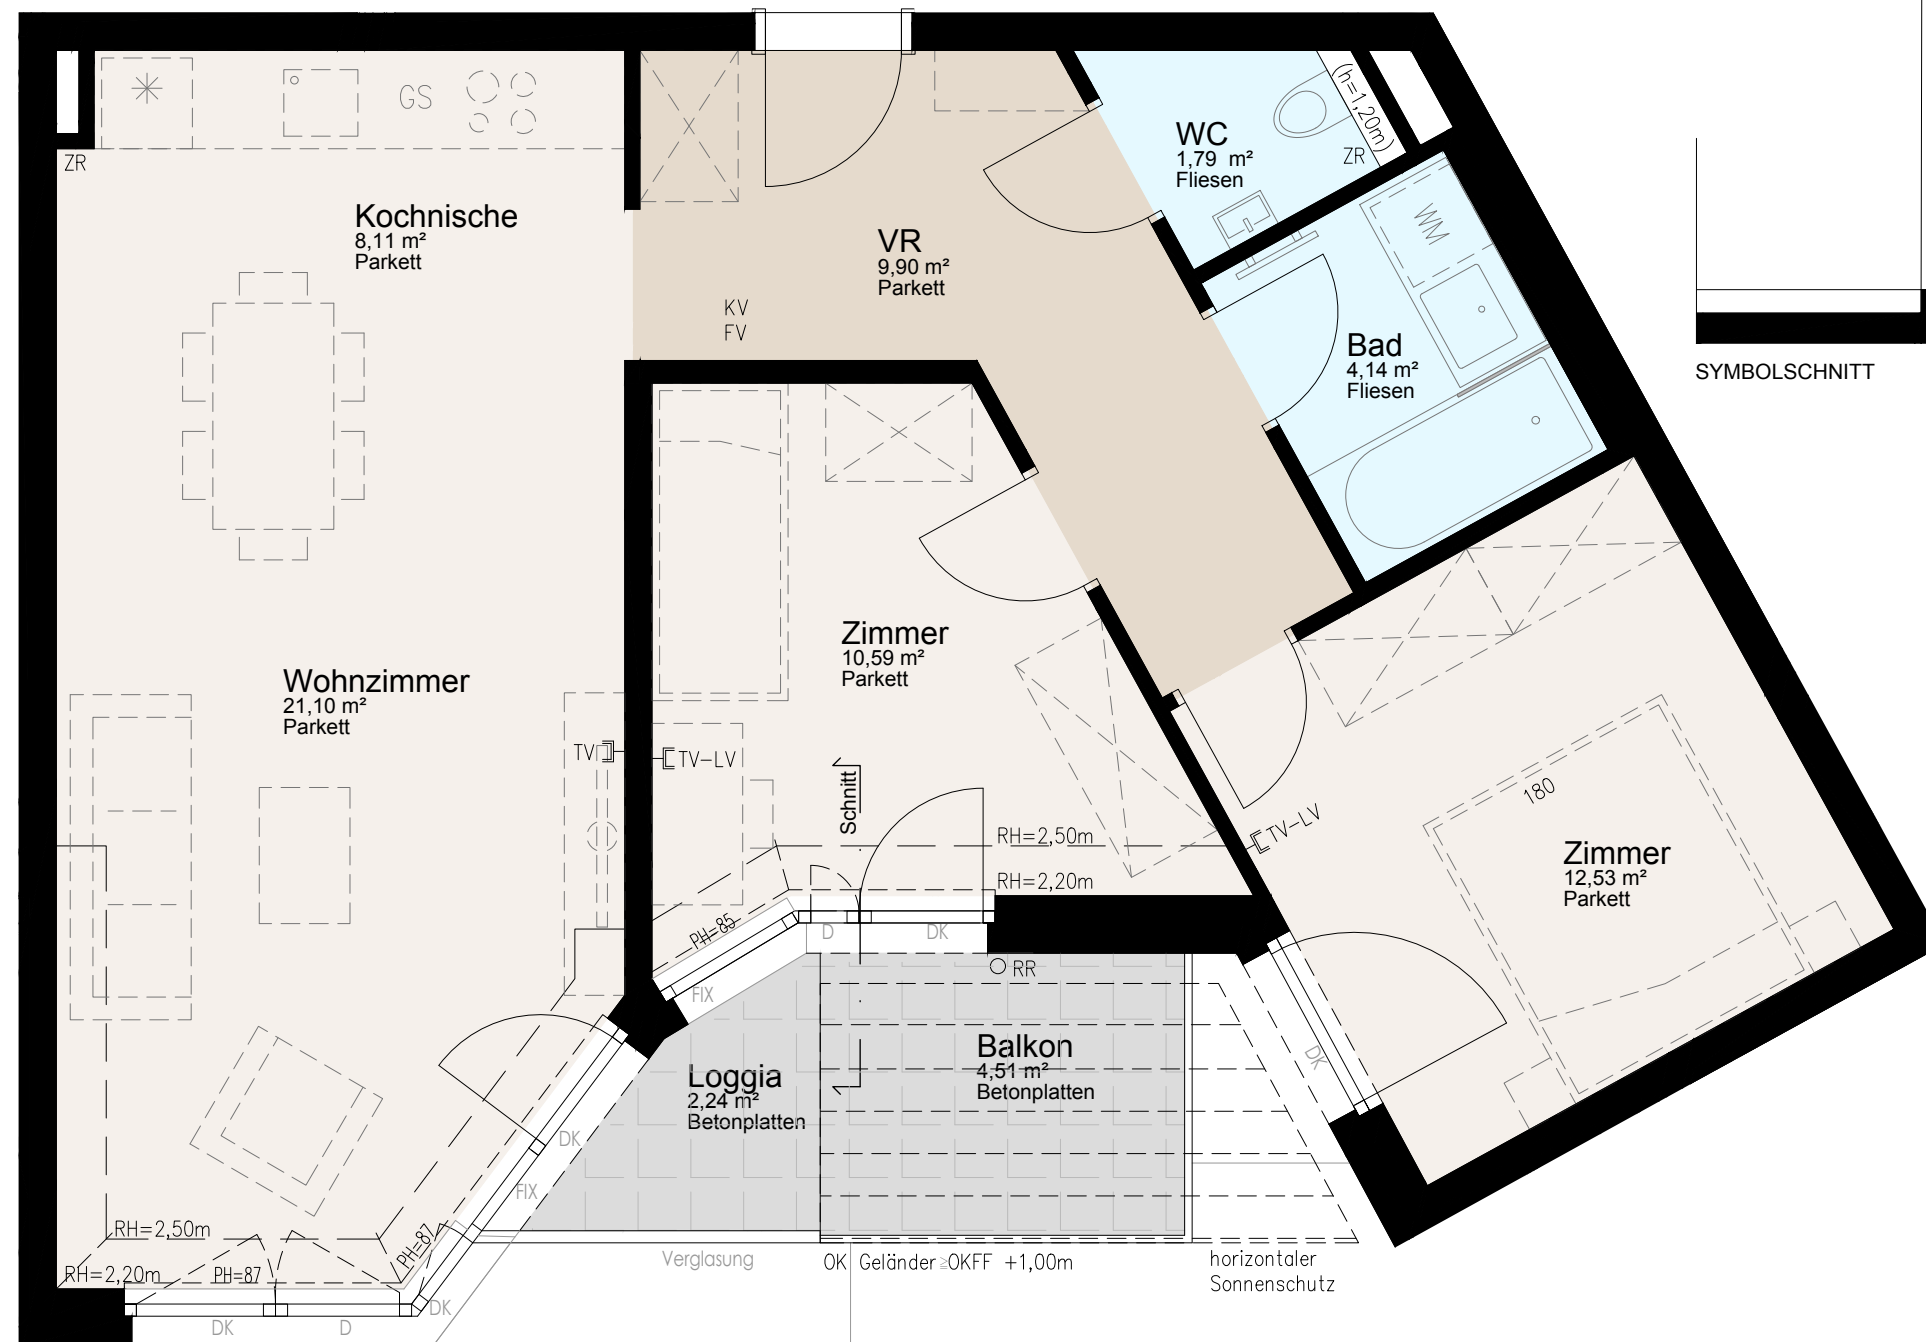 GS
ZR
Kochnische
8,11 m²
Parkett
VR
9,90 m²
Parkett
KV
FV
WC
1,79 m²
Fliesen
(h=1,20m)
ZR
WM
Bad
4,14 m²
Fliesen
SYMBOLSCHNITT
Wohnzimmer
21,10 m²
Parkett
TV
TV-LV
Zimmer
10,59 m²
Parkett
Schnitt
RH=2,50m
RH=2,20m
TV-LV
180
Zimmer
12,53 m²
Parkett
PH=85
D
DK
FIX
RR
DK
Loggia
2,24 m²
Betonplatten
Balkon
4,51 m²
Betonplatten
DK
FIX
RH=2,50m
RH=2,20m
PH=87
PH=87
DK
DK
D
Verglasung
OK Geländer≥OKFF +1,00m
horizontaler
Sonnenschutz